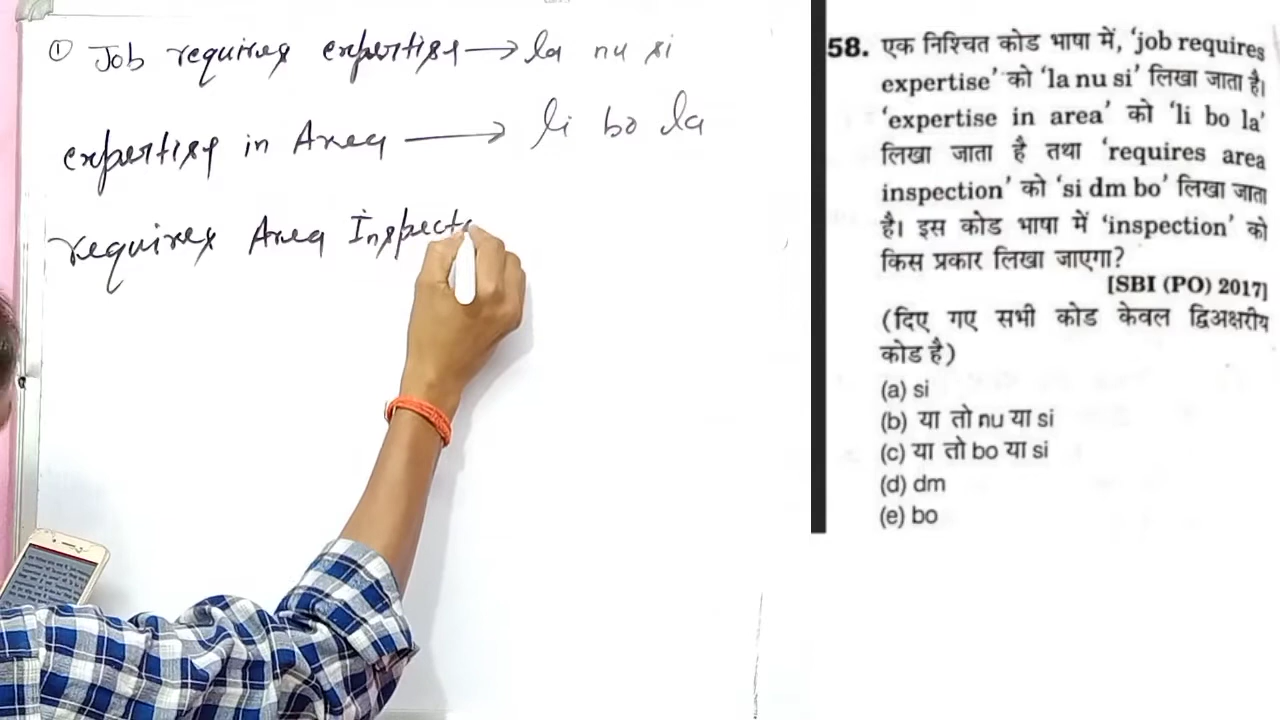 ① Job requires expertise → la nu si
expertise in Area → li bo la
requires Area Inspect
58. एक निश्चित कोड भाषा में, 'job requires
expertise' को 'la nu si' लिखा जाता है।
'expertise in area' को 'li bo la'
लिखा जाता है तथा 'requires area
inspection' को 'si dm bo' लिखा जाता
है। इस कोड भाषा में 'inspection' को
किस प्रकार लिखा जाएगा?
[SBI (PO) 2017]
(दिए गए सभी कोड केवल द्विअक्षरीय
कोड है)
(a) si
(b) या तो nu या si
(c) या तो bo या si
(d) dm
(e) bo